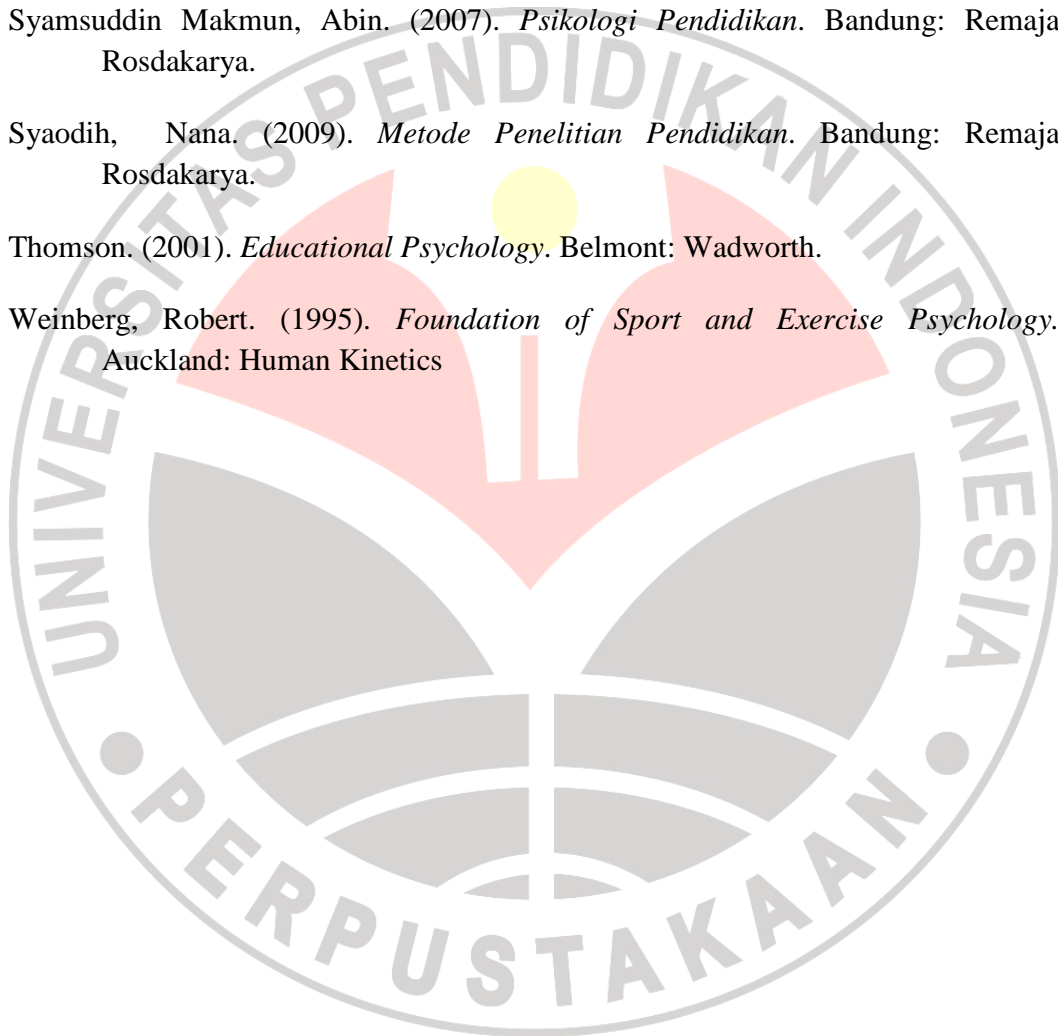 Syamsuddin Makmun, Abin. (2007). Psikologi Pendidikan. Bandung: Remaja
Rosdakarya.
Syaodih, Nana. (2009). Metode Penelitian Pendidikan. Bandung: Remaja
Rosdakarya.
Thomson. (2001). Educational Psychology. Belmont: Wadworth.
Weinberg, Robert. (1995). Foundation of Sport and Exercise Psychology.
Auckland: Human Kinetics
UNIVERSITAS PENDIDIKAN INDONESIA
PERPUSTAKAAN